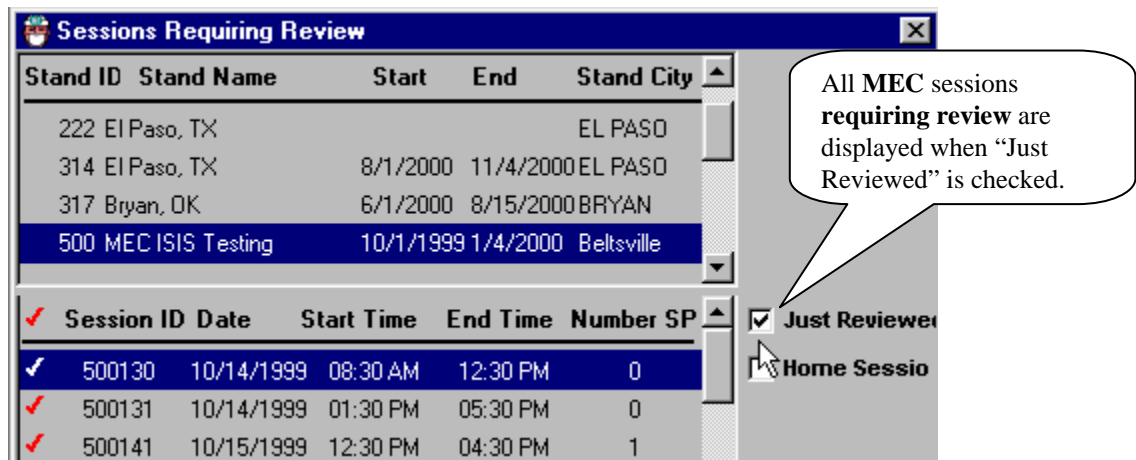 Sessions Requiring Review
Stand ID Stand Name Start End Stand City
222 El Paso, TX EL PASO
314 El Paso, TX 8/1/2000 11/4/2000 EL PASO
317 Bryan, OK 6/1/2000 8/15/2000 BRYAN
500 MEC ISIS Testing 10/1/1999 1/4/2000 Beltsville
All MEC sessions
requiring review are
displayed when “Just
Reviewed” is checked.
Session ID Date Start Time End Time Number SP
500130 10/14/1999 08:30 AM 12:30 PM 0
500131 10/14/1999 01:30 PM 05:30 PM 0
500141 10/15/1999 12:30 PM 04:30 PM 1
Just Reviewe
Home Sessio